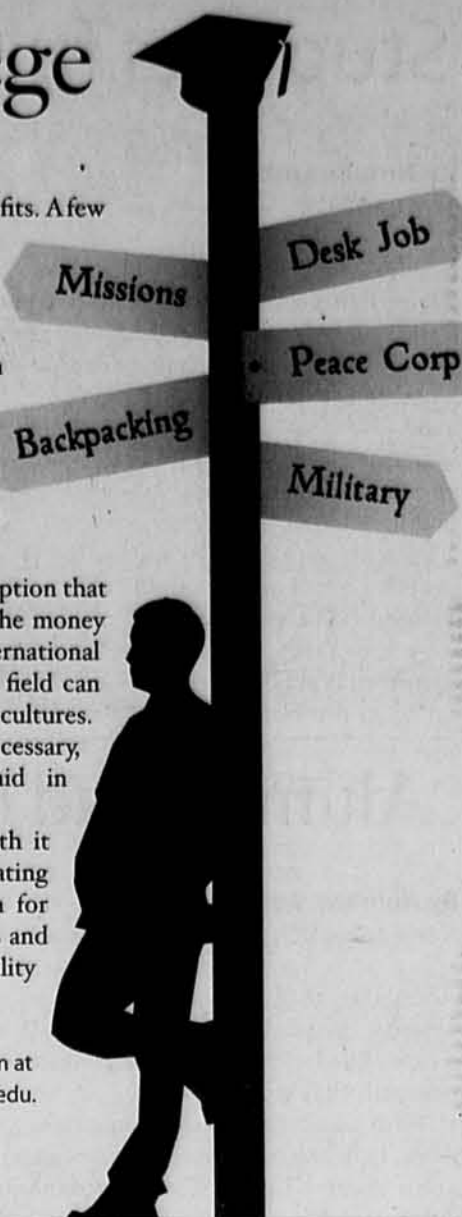 ge
fits. A few
Missions
Desk Job
Peace Corp
Backpacking
Military
ption that
he money
ernational
field can
cultures.
cessary,
aid in
th it
ating
for
and
lity
n at
edu.